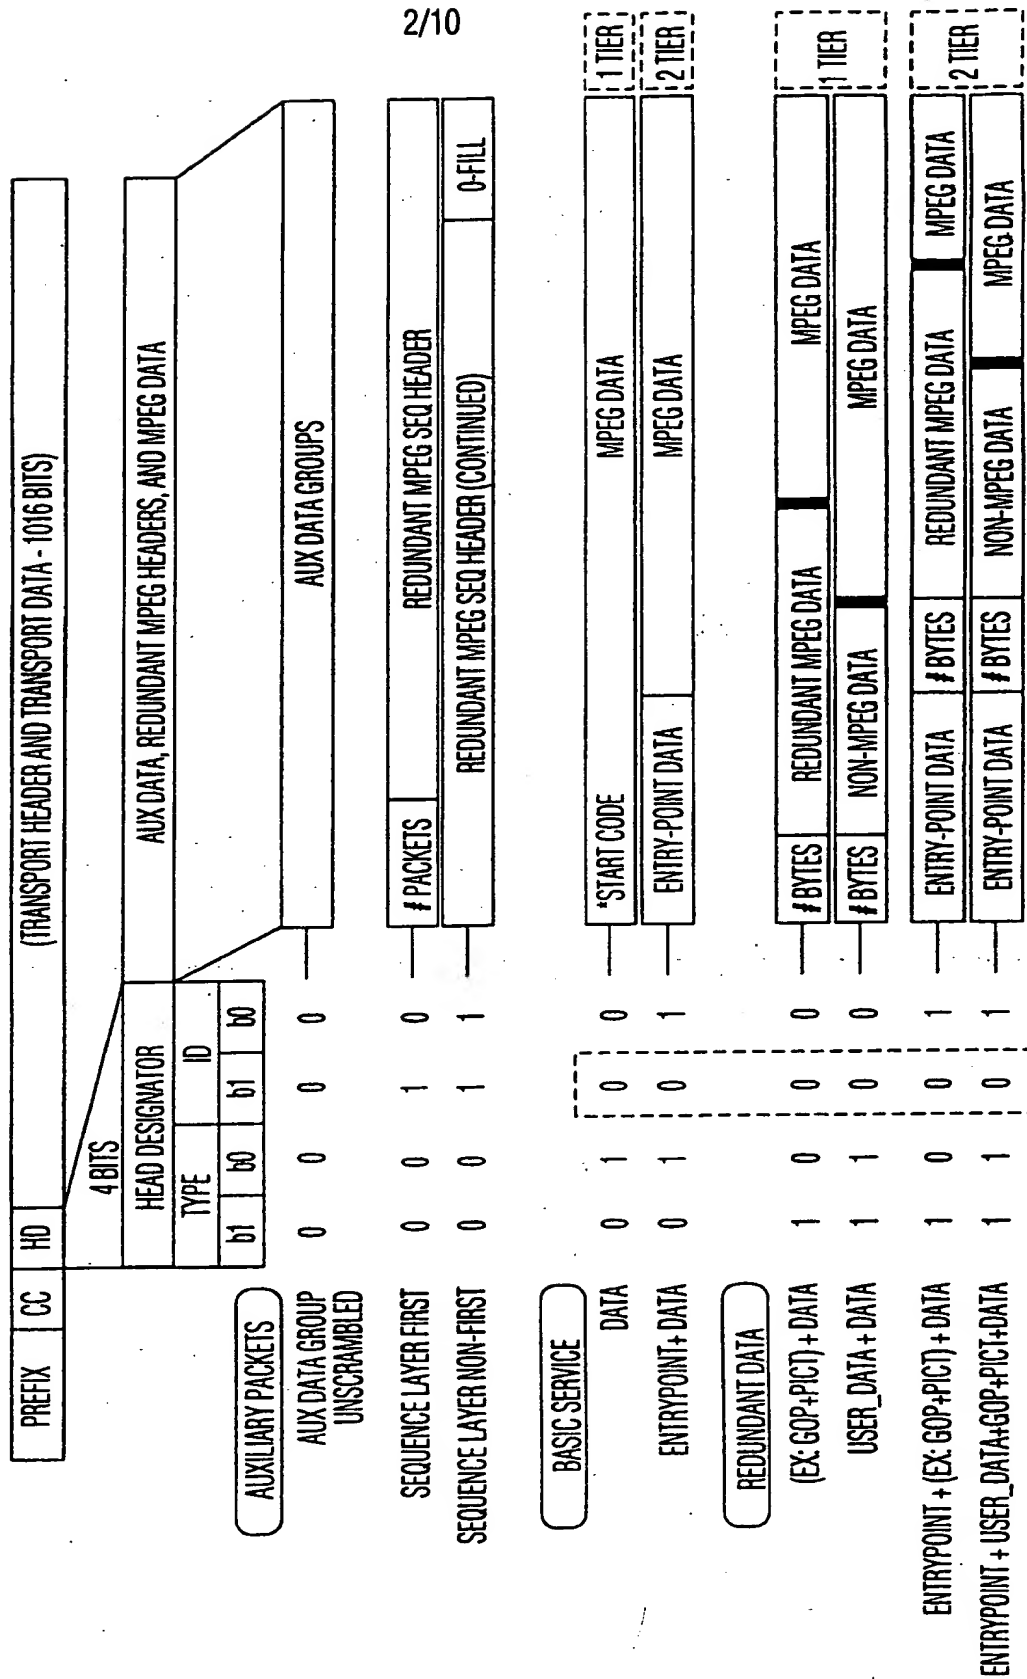 2/10
PREFIX CC HD (TRANSPORT HEADER AND TRANSPORT DATA - 1016 BITS)
4 BITS
HEAD DESIGNATOR AUX DATA, REDUNDANT MPEG HEADERS, AND MPEG DATA
TYPE ID
b1 b0 b1 b0
AUXILIARY PACKETS
AUX DATA GROUP 0 0 0 0 AUX DATA GROUPS
UNSCRAMBLED
SEQUENCE LAYER FIRST 0 0 1 0 # PACKETS REDUNDANT MPEG SEQ HEADER
SEQUENCE LAYER NON-FIRST 0 0 1 1 REDUNDANT MPEG SEQ HEADER (CONTINUED) 0-FILL
BASIC SERVICE
DATA 0 1 0 0 *START CODE MPEG DATA 1 TIER
ENTRYPOINT + DATA 0 1 0 1 ENTRY-POINT DATA MPEG DATA 2 TIER
REDUNDANT DATA
(EX: GOP+PICT) + DATA 1 0 0 0 # BYTES REDUNDANT MPEG DATA MPEG DATA
1 TIER
USER_DATA + DATA 1 1 0 0 # BYTES NON-MPEG DATA MPEG DATA
ENTRYPOINT + (EX: GOP+PICT) + DATA 1 0 0 1 ENTRY-POINT DATA # BYTES REDUNDANT MPEG DATA MPEG DATA
2 TIER
ENTRYPOINT + USER_DATA+GOP+PICT+DATA 1 1 0 1 ENTRY-POINT DATA # BYTES NON-MPEG DATA MPEG DATA